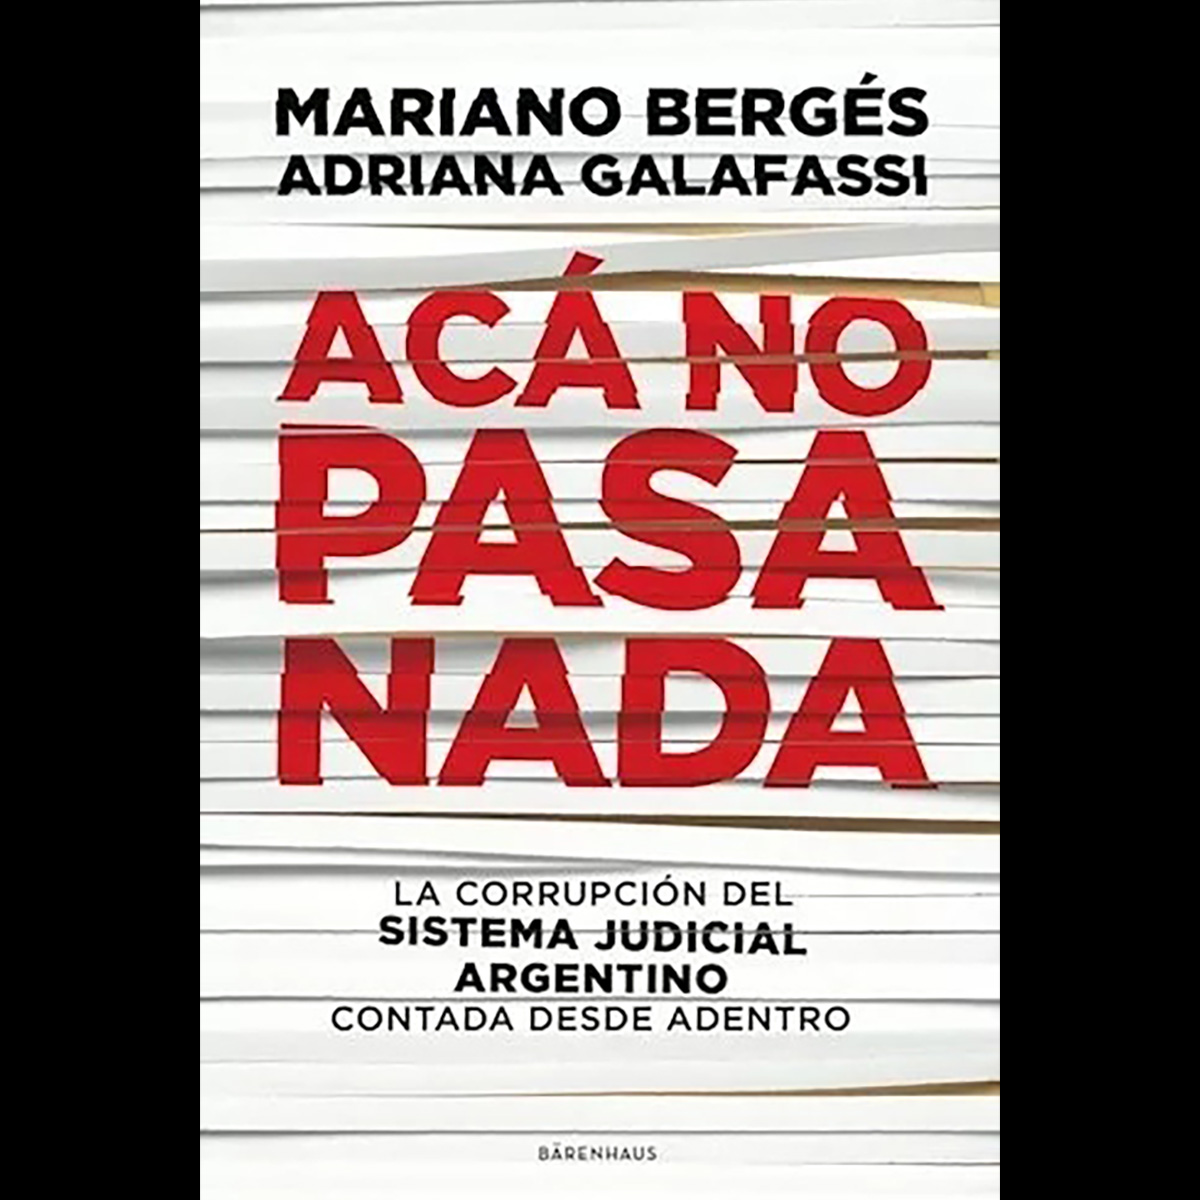 MARIANO BERGÉS
ADRIANA GALAFASSI
ACÁ NO
PASA
NADA
LA CORRUPCIÓN DEL
SISTEMA JUDICIAL
ARGENTINO
CONTADA DESDE ADENTRO
BÄRENHAUS